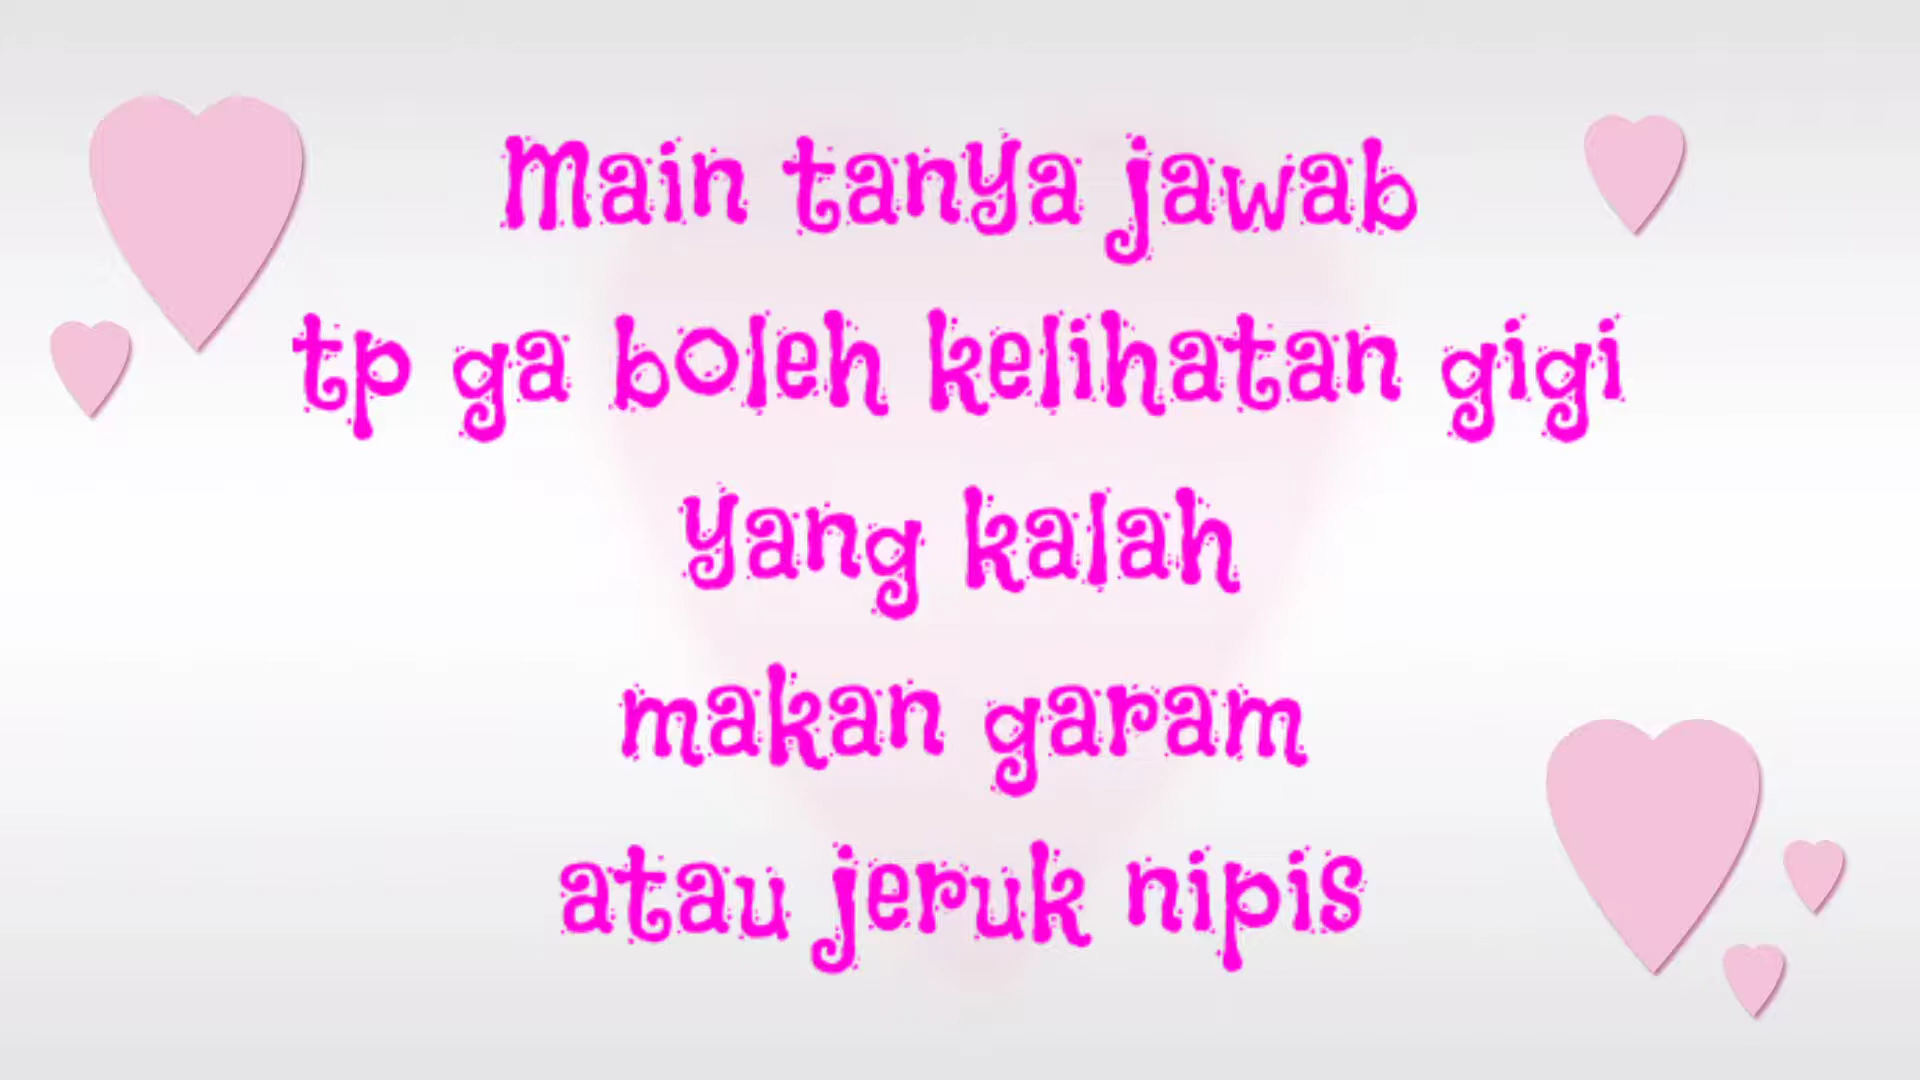 Main tanya jawab
tp ga boleh kelihatan gigi
yang kalah
makan garam
atau jeruk nipis